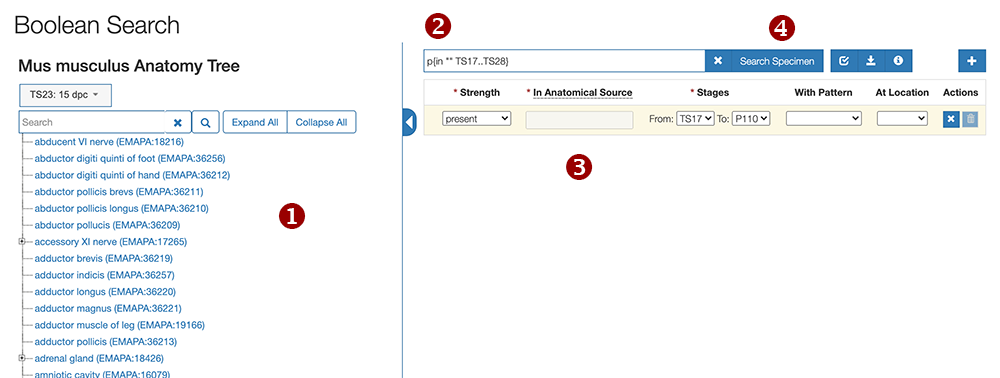 Boolean Search
2
4
Mus musculus Anatomy Tree
p{in "" TS17..TS28}
Search Specimen
TS23: 15 dpc
* Strength
* In Anatomical Source
* Stages
With Pattern
At Location
Actions
present
From: TS17 To: P110
Search
Expand All
Collapse All
abducent VI nerve (EMAPA:18216)
abductor digiti quinti of foot (EMAPA:36256)
abductor digiti quinti of hand (EMAPA:36212)
abductor pollicis brevs (EMAPA:36211)
abductor pollicis longus (EMAPA:36210)
abductor pollucis (EMAPA:36209)
accessory XI nerve (EMAPA:17265)
adductor brevis (EMAPA:36219)
adductor indicis (EMAPA:36257)
adductor longus (EMAPA:36220)
adductor magnus (EMAPA:36221)
adductor muscle of leg (EMAPA:19166)
adductor pollicis (EMAPA:36213)
adrenal gland (EMAPA:18426)
amniotic cavity (EMAPA:16079)
1
3